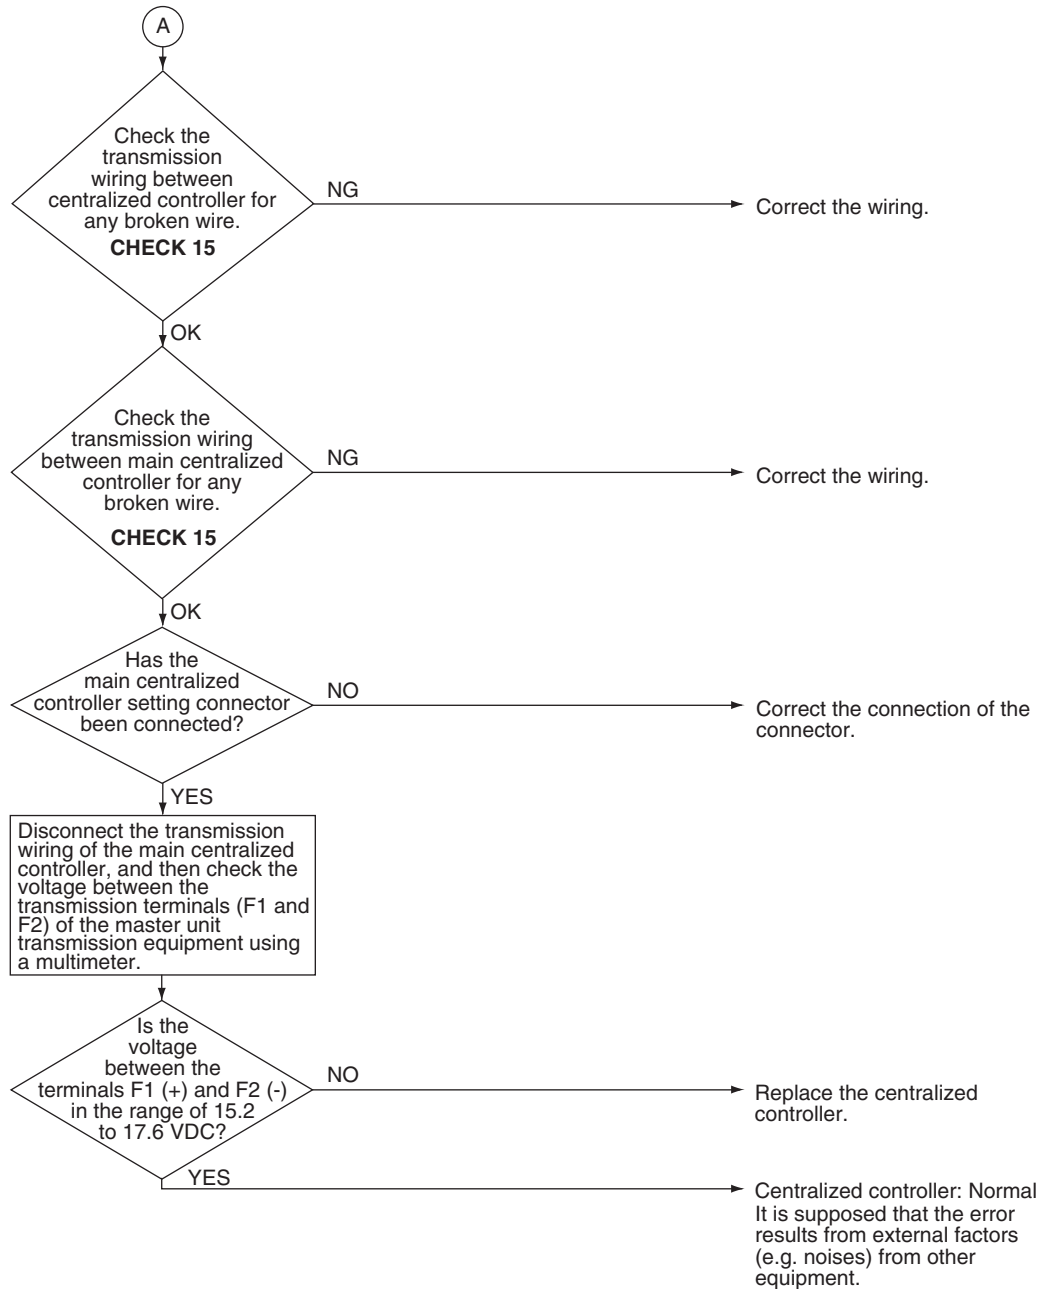 A
Check the
transmission
wiring between
centralized controller for
any broken wire.
CHECK 15
NG
Correct the wiring.
OK
Check the
transmission wiring
between main centralized
controller for any
broken wire.
CHECK 15
NG
Correct the wiring.
OK
Has the
main centralized
controller setting connector
been connected?
NO
Correct the connection of the
connector.
YES
Disconnect the transmission
wiring of the main centralized
controller, and then check the
voltage between the
transmission terminals (F1 and
F2) of the master unit
transmission equipment using
a multimeter.
Is the
voltage
between the
terminals F1 (+) and F2 (-)
in the range of 15.2
to 17.6 VDC?
NO
Replace the centralized
controller.
YES
Centralized controller: Normal
It is supposed that the error
results from external factors
(e.g. noises) from other
equipment.